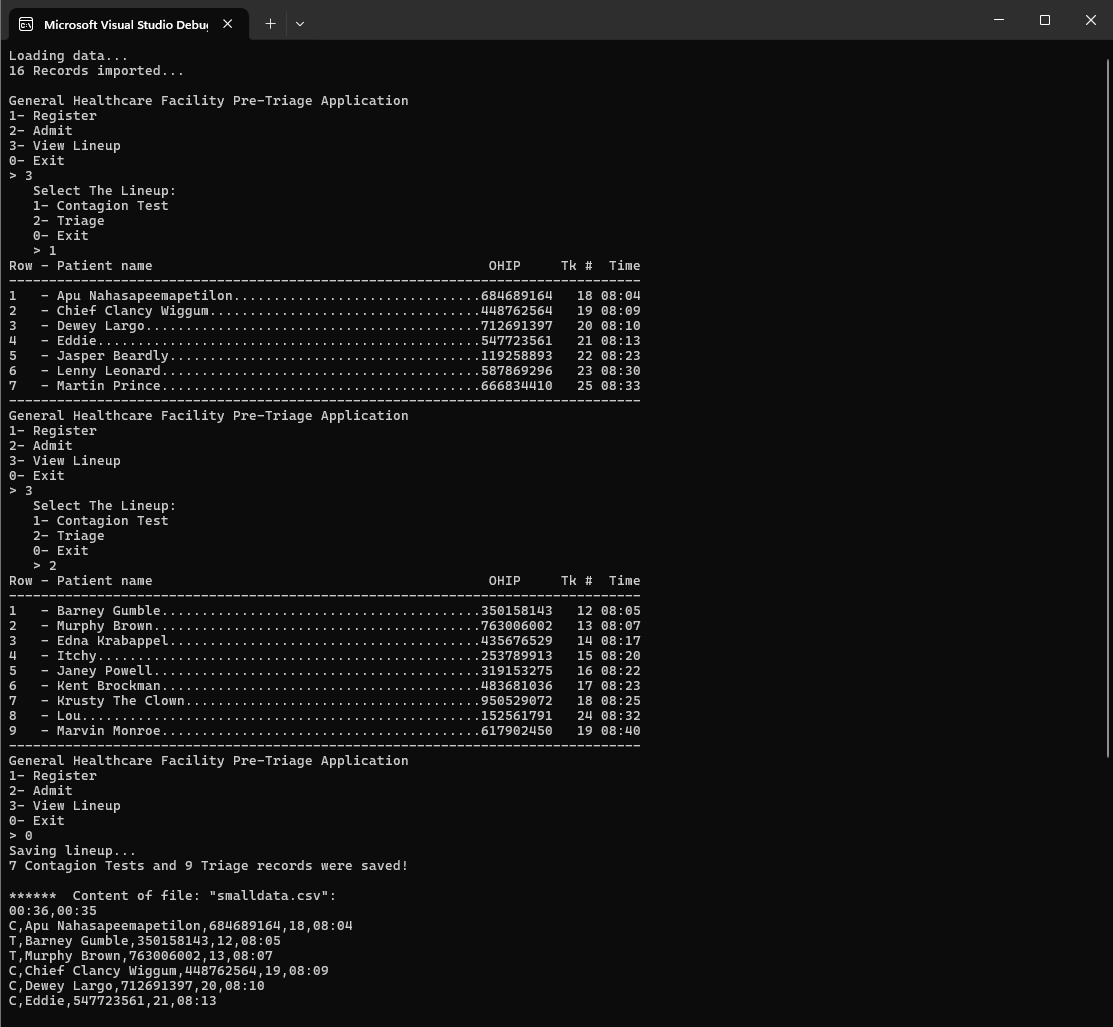 Microsoft Visual Studio Debug
Loading data...
16 Records imported...
General Healthcare Facility Pre-Triage Application
1- Register
2- Admit
3- View Lineup
0- Exit
> 3
   Select The Lineup:
   1- Contagion Test
   2- Triage
   0- Exit
   > 1
Row - Patient name                                          OHIP     Tk #  Time
-------------------------------------------------------------------------------
1   - Apu Nahasapeemapetilon...............................684689164   18 08:04
2   - Chief Clancy Wiggum..................................448762564   19 08:09
3   - Dewey Largo..........................................712691397   20 08:10
4   - Eddie................................................547723561   21 08:13
5   - Jasper Beardly.......................................119258893   22 08:23
6   - Lenny Leonard........................................587869296   23 08:30
7   - Martin Prince........................................666834410   25 08:33
-------------------------------------------------------------------------------
General Healthcare Facility Pre-Triage Application
1- Register
2- Admit
3- View Lineup
0- Exit
> 3
   Select The Lineup:
   1- Contagion Test
   2- Triage
   0- Exit
   > 2
Row - Patient name                                          OHIP     Tk #  Time
-------------------------------------------------------------------------------
1   - Barney Gumble........................................350158143   12 08:05
2   - Murphy Brown.........................................763006002   13 08:07
3   - Edna Krabappel.......................................435676529   14 08:17
4   - Itchy................................................253789913   15 08:20
5   - Janey Powell.........................................319153275   16 08:22
6   - Kent Brockman........................................483681036   17 08:23
7   - Krusty The Clown.....................................950529072   18 08:25
8   - Lou..................................................152561791   24 08:32
9   - Marvin Monroe........................................617902450   19 08:40
-------------------------------------------------------------------------------
General Healthcare Facility Pre-Triage Application
1- Register
2- Admit
3- View Lineup
0- Exit
> 0
Saving lineup...
7 Contagion Tests and 9 Triage records were saved!
******  Content of file: "smalldata.csv":
00:36,00:35
C,Apu Nahasapeemapetilon,684689164,18,08:04
T,Barney Gumble,350158143,12,08:05
T,Murphy Brown,763006002,13,08:07
C,Chief Clancy Wiggum,448762564,19,08:09
C,Dewey Largo,712691397,20,08:10
C,Eddie,547723561,21,08:13